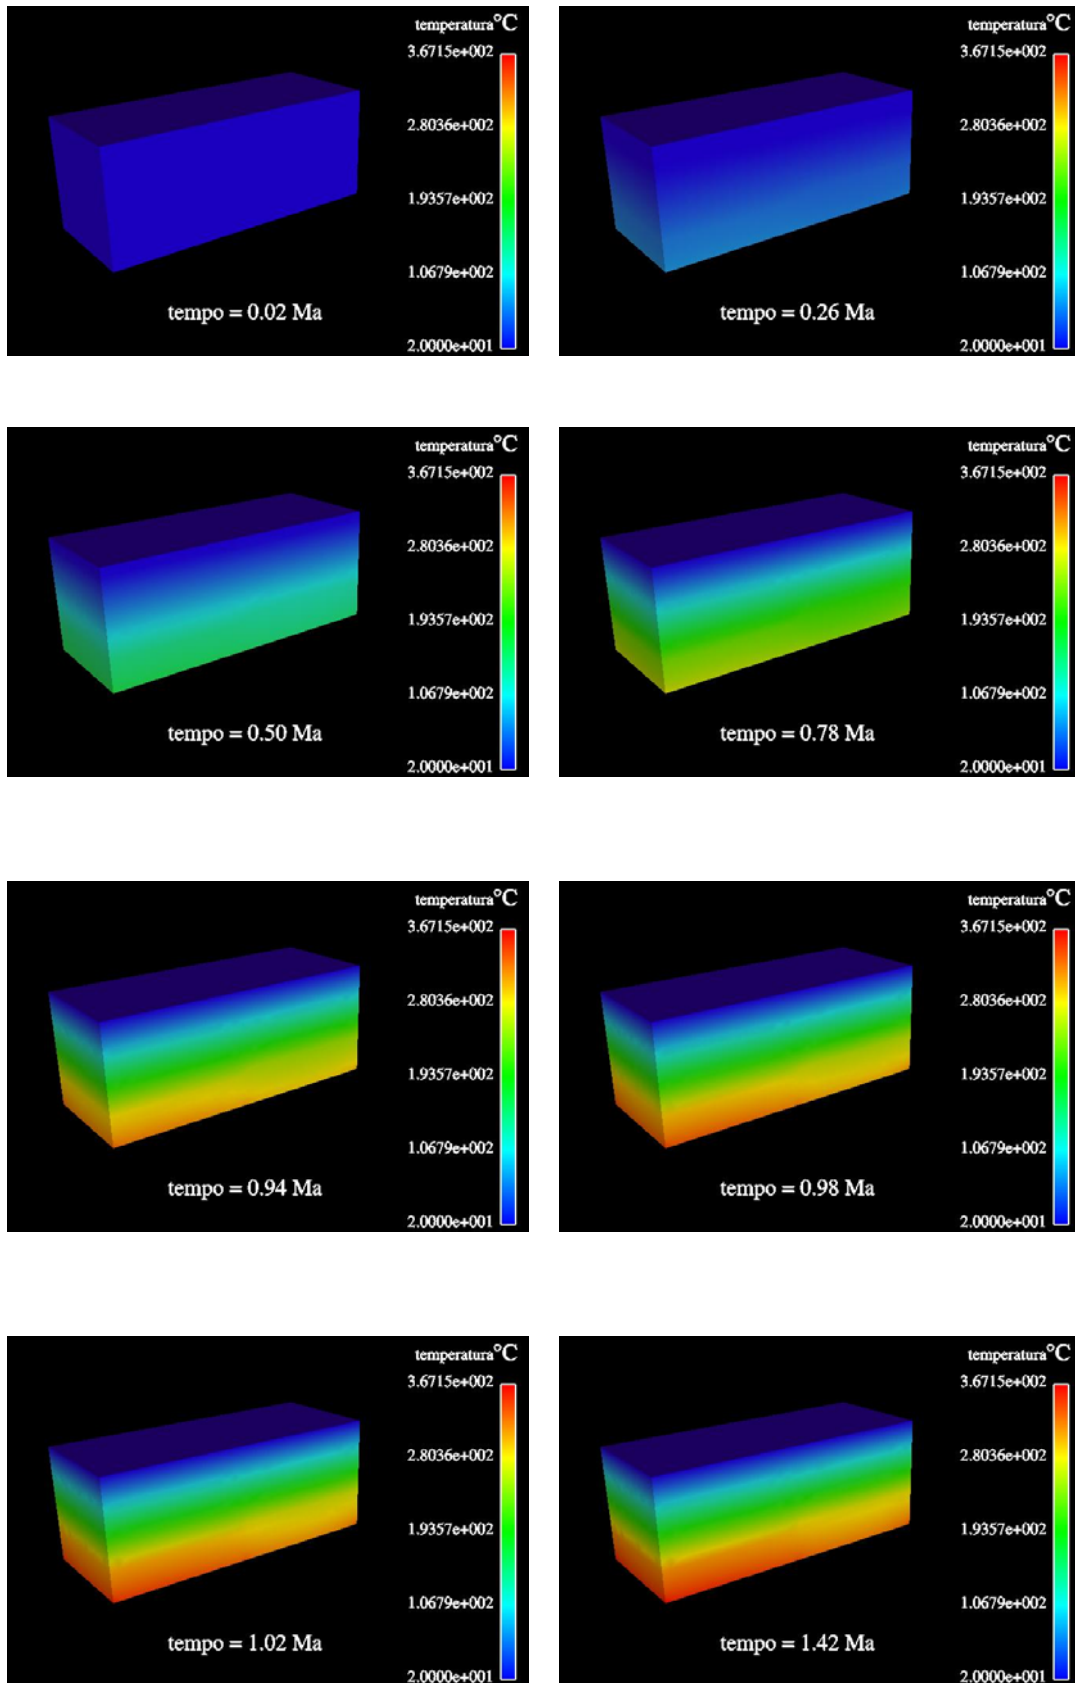 temperatura°C
3.6715e+002
2.8036e+002
1.9357e+002
1.0679e+002
tempo = 0.02 Ma
2.0000e+001
temperatura°C
3.6715e+002
2.8036e+002
1.9357e+002
1.0679e+002
tempo = 0.26 Ma
2.0000e+001
temperatura°C
3.6715e+002
2.8036e+002
1.9357e+002
1.0679e+002
tempo = 0.50 Ma
2.0000e+001
temperatura°C
3.6715e+002
2.8036e+002
1.9357e+002
1.0679e+002
tempo = 0.78 Ma
2.0000e+001
temperatura°C
3.6715e+002
2.8036e+002
1.9357e+002
1.0679e+002
tempo = 0.94 Ma
2.0000e+001
temperatura°C
3.6715e+002
2.8036e+002
1.9357e+002
1.0679e+002
tempo = 0.98 Ma
2.0000e+001
temperatura°C
3.6715e+002
2.8036e+002
1.9357e+002
1.0679e+002
tempo = 1.02 Ma
2.0000e+001
temperatura°C
3.6715e+002
2.8036e+002
1.9357e+002
1.0679e+002
tempo = 1.42 Ma
2.0000e+001